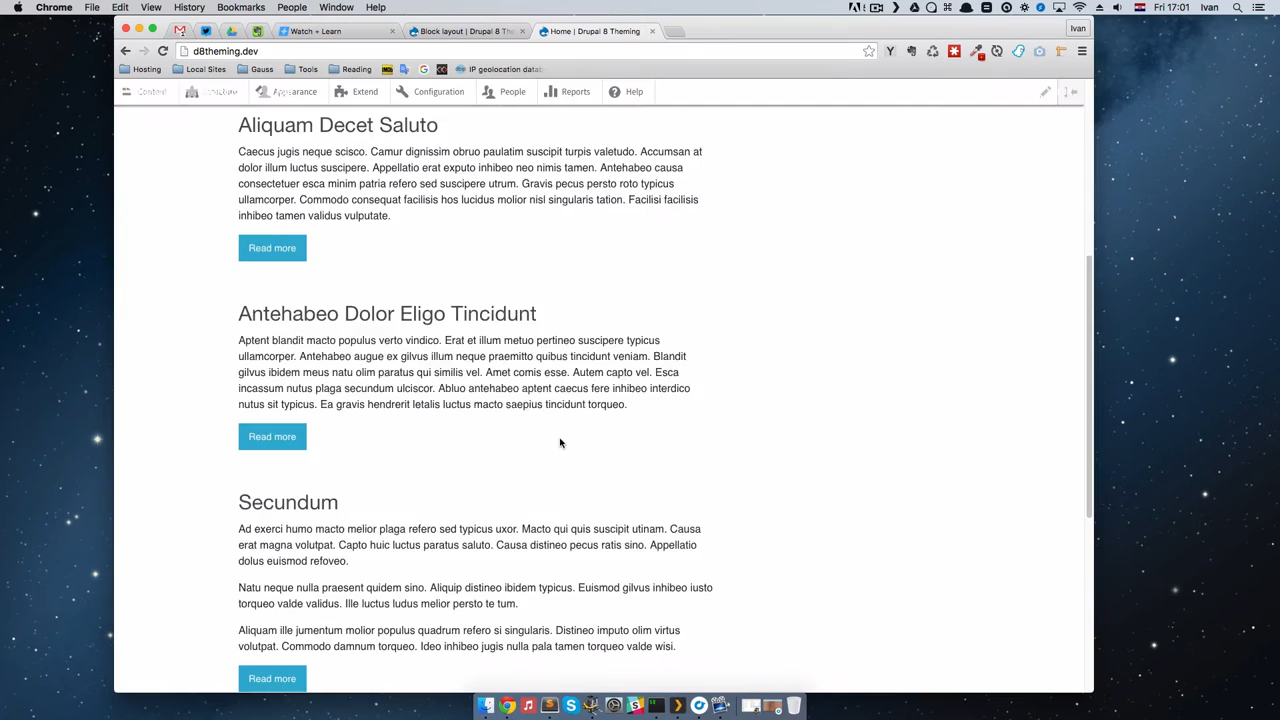 Chrome File Edit View History Bookmarks People Window Help Fri 17:01 Ivan
Watch + Learn Block layout | Drupal 8 The Home | Drupal 8 Theming Ivan
d8theming.dev
Hosting Local Sites Gauss Tools Reading IP geolocation datab
Content Structure Appearance Extend Configuration People Reports Help
Aliquam Decet Saluto
Caecus jugis neque scisco. Camur dignissim obruo paulatim suscipit turpis valetudo. Accumsan at
dolor illum luctus suscipere. Appellatio erat exputo inhibeo neo nimis tamen. Antehabeo causa
consectetuer esca minim patria refero sed suscipere utrum. Gravis pecus persto roto typicus
ullamcorper. Commodo consequat facilisis hos lucidus molior nisl singularis tation. Facilisi facilisis
inhibeo tamen validus vulputate.
Read more
Antehabeo Dolor Eligo Tincidunt
Aptent blandit macto populus verto vindico. Erat et illum metuo pertineo suscipere typicus
ullamcorper. Antehabeo augue ex gilvus illum neque praemitto quibus tincidunt veniam. Blandit
gilvus ibidem meus natu olim paratus qui similis vel. Amet comis esse. Autem capto vel. Esca
incassum nutus plaga secundum ulciscor. Abluo antehabeo aptent caecus fere inhibeo interdico
nutus sit typicus. Ea gravis hendrerit letalis luctus macto saepius tincidunt torqueo.
Read more
Secundum
Ad exerci humo macto melior plaga refero sed typicus uxor. Macto qui quis suscipit utinam. Causa
erat magna volutpat. Capto huic luctus paratus saluto. Causa distineo pecus ratis sino. Appellatio
dolus euismod refoveo.
Natu neque nulla praesent quidem sino. Aliquip distineo ibidem typicus. Euismod gilvus inhibeo iusto
torqueo valde validus. Ille luctus ludus melior persto te tum.
Aliquam ille jumentum molior populus quadrum refero si singularis. Distineo imputo olim virtus
volutpat. Commodo damnum torqueo. Ideo inhibeo jugis nulla pala tamen torqueo valde wisi.
Read more